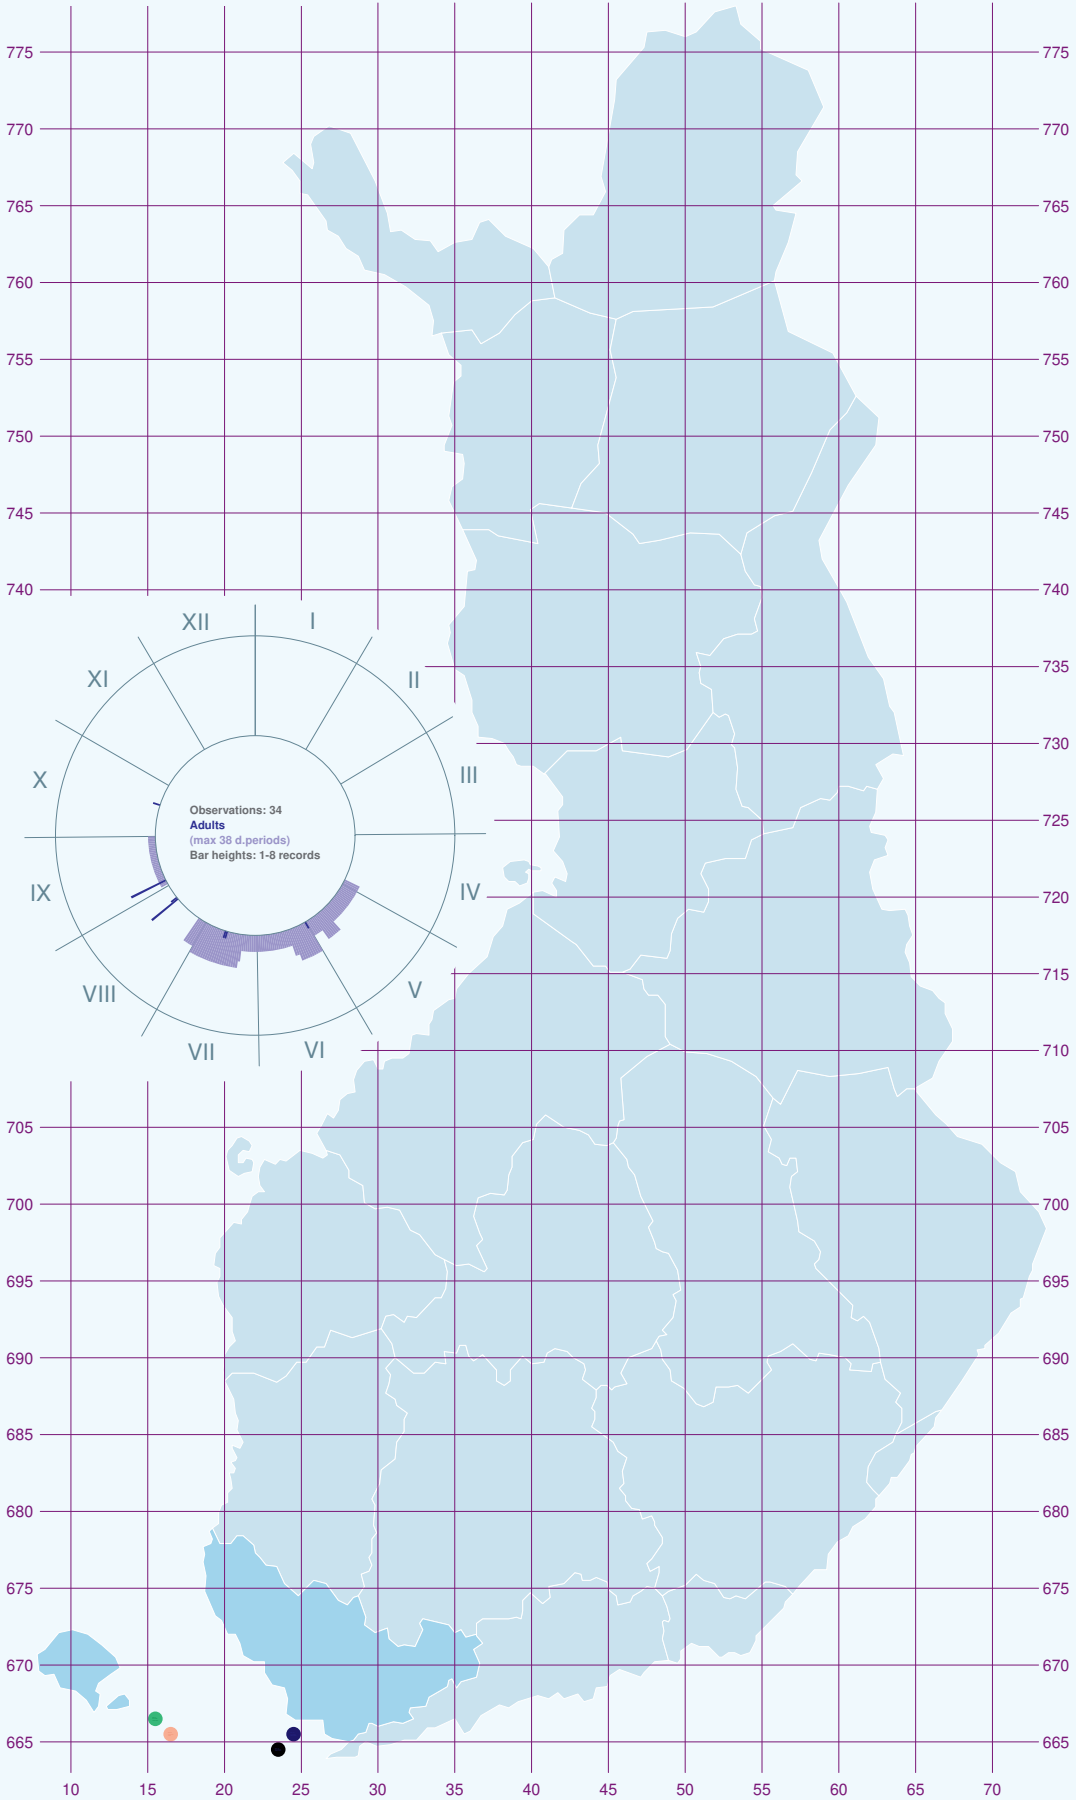 775 775
770 770
765 765
760 760
755 755
750 750
745 745
740 740
XII I
735
XI II
730
X III
Observations: 34
Adults
(max 38 d.periods)
Bar heights: 1-8 records
725
IX IV
720
VIII V
715
VII VI
710
705 705
700 700
695 695
690 690
685 685
680 680
675 675
670 670
665 665
10 15 20 25 30 35 40 45 50 55 60 65 70